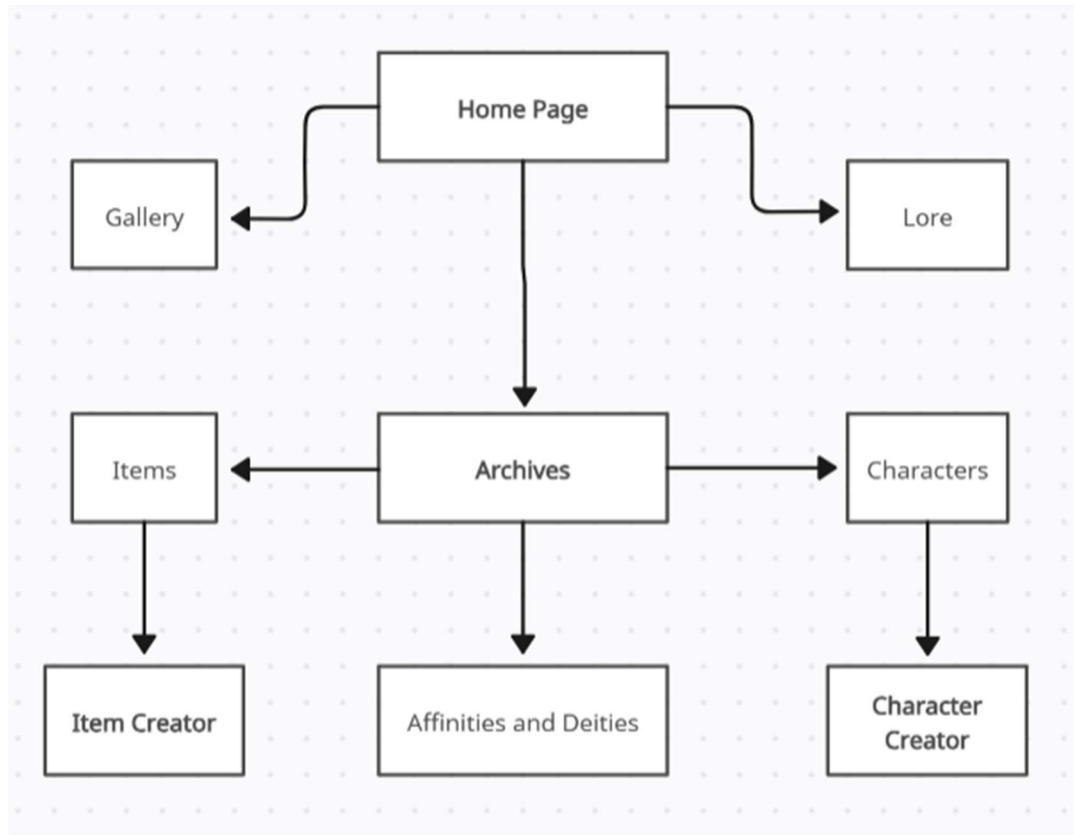 Home Page
Gallery
Lore
Items
Archives
Characters
Item Creator
Affinities and Deities
Character
Creator